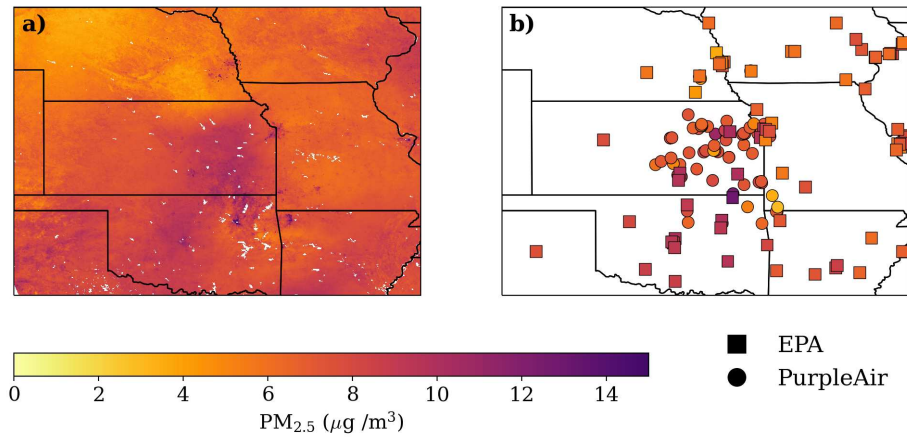 a)
b)
EPA
PurpleAir
0 2 4 6 8 10 12 14
PM₂.₅ (μg /m³)